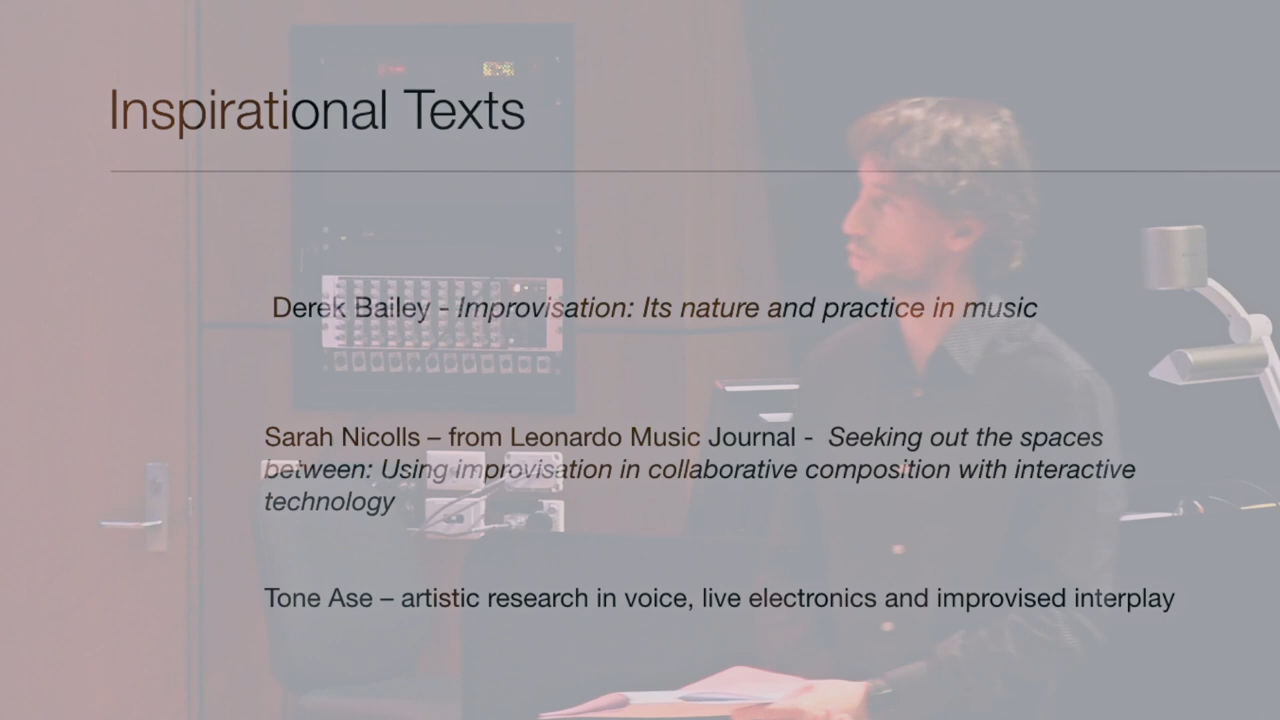 Inspirational Texts
Derek Bailey - Improvisation: Its nature and practice in music
Sarah Nicolls – from Leonardo Music Journal - Seeking out the spaces
between: Using improvisation in collaborative composition with interactive
technology
Tone Ase – artistic research in voice, live electronics and improvised interplay